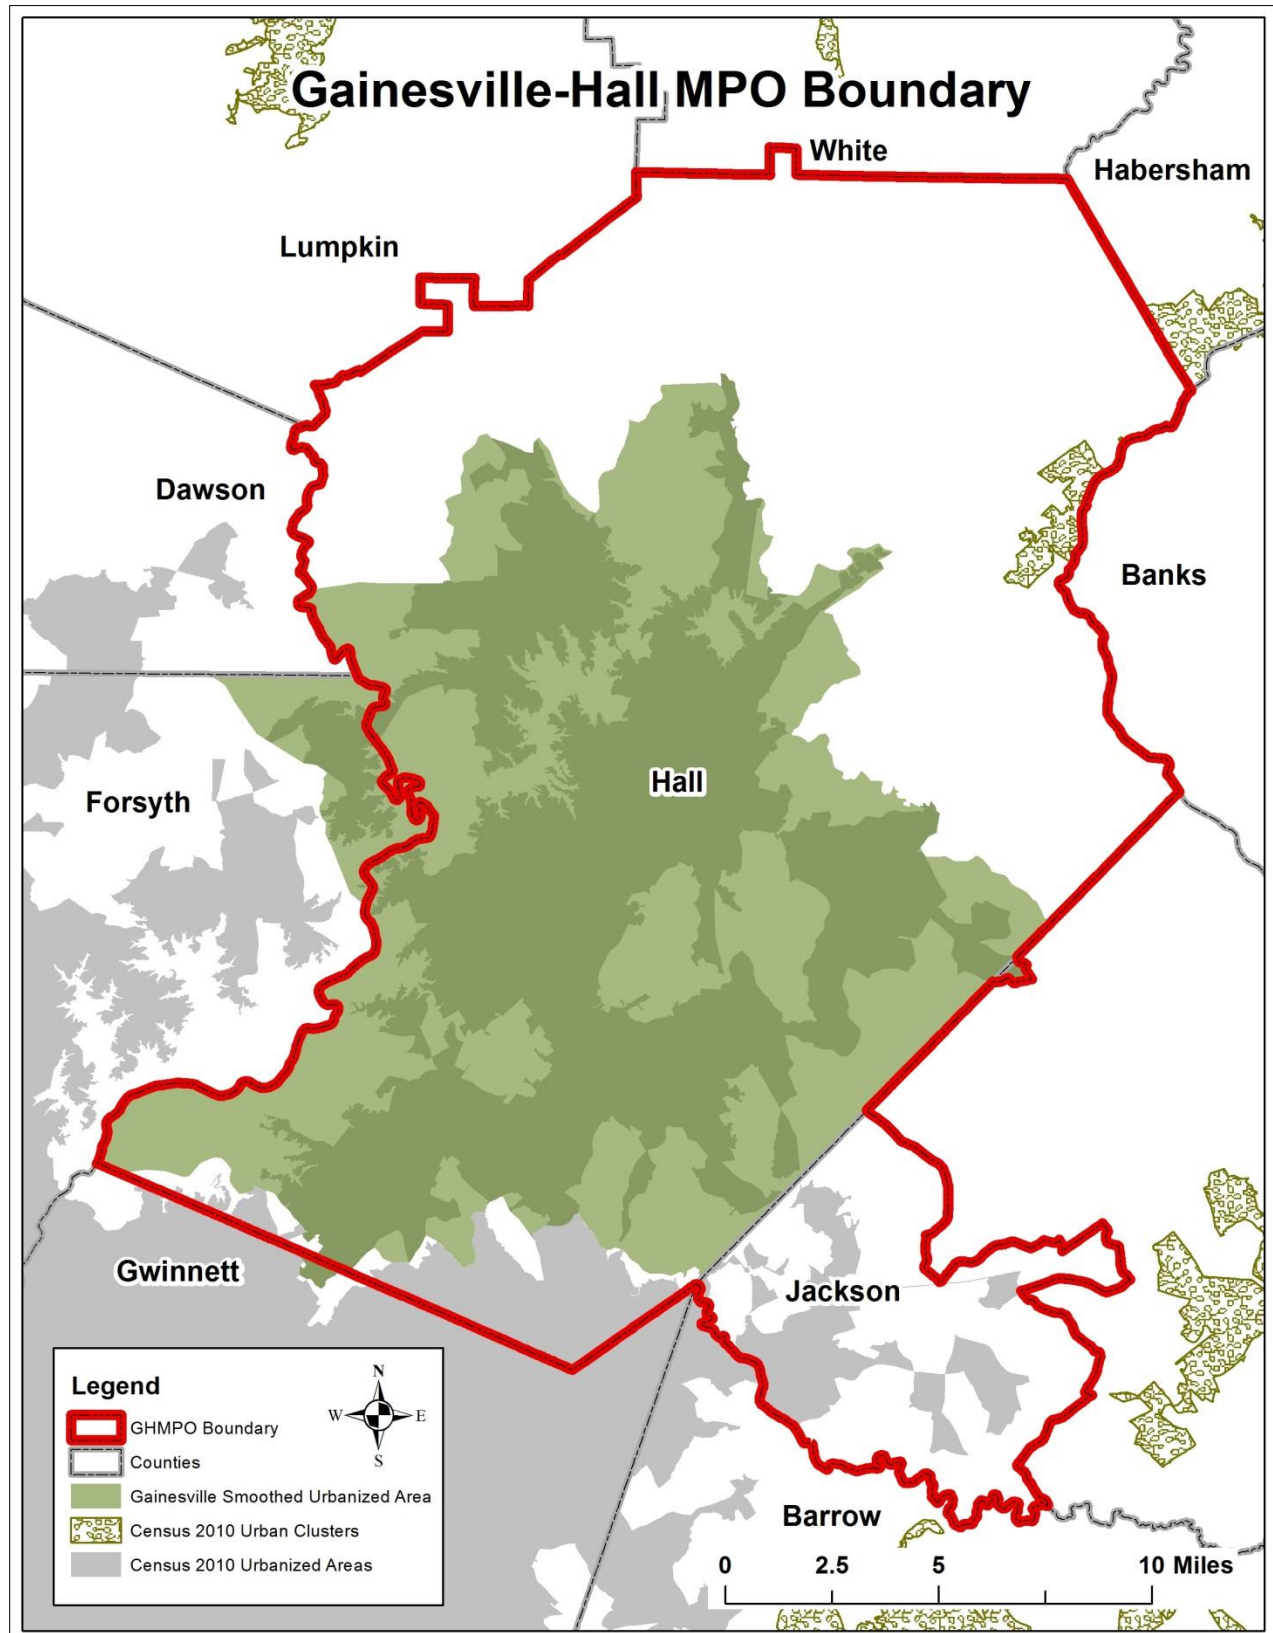 Gainesville-Hall MPO Boundary
White
Habersham
Lumpkin
Dawson
Banks
Hall
Forsyth
Gwinnett
Jackson
Barrow
Legend
N
W E
S
GHMPO Boundary
Counties
Gainesville Smoothed Urbanized Area
Census 2010 Urban Clusters
Census 2010 Urbanized Areas
0 2.5 5 10 Miles